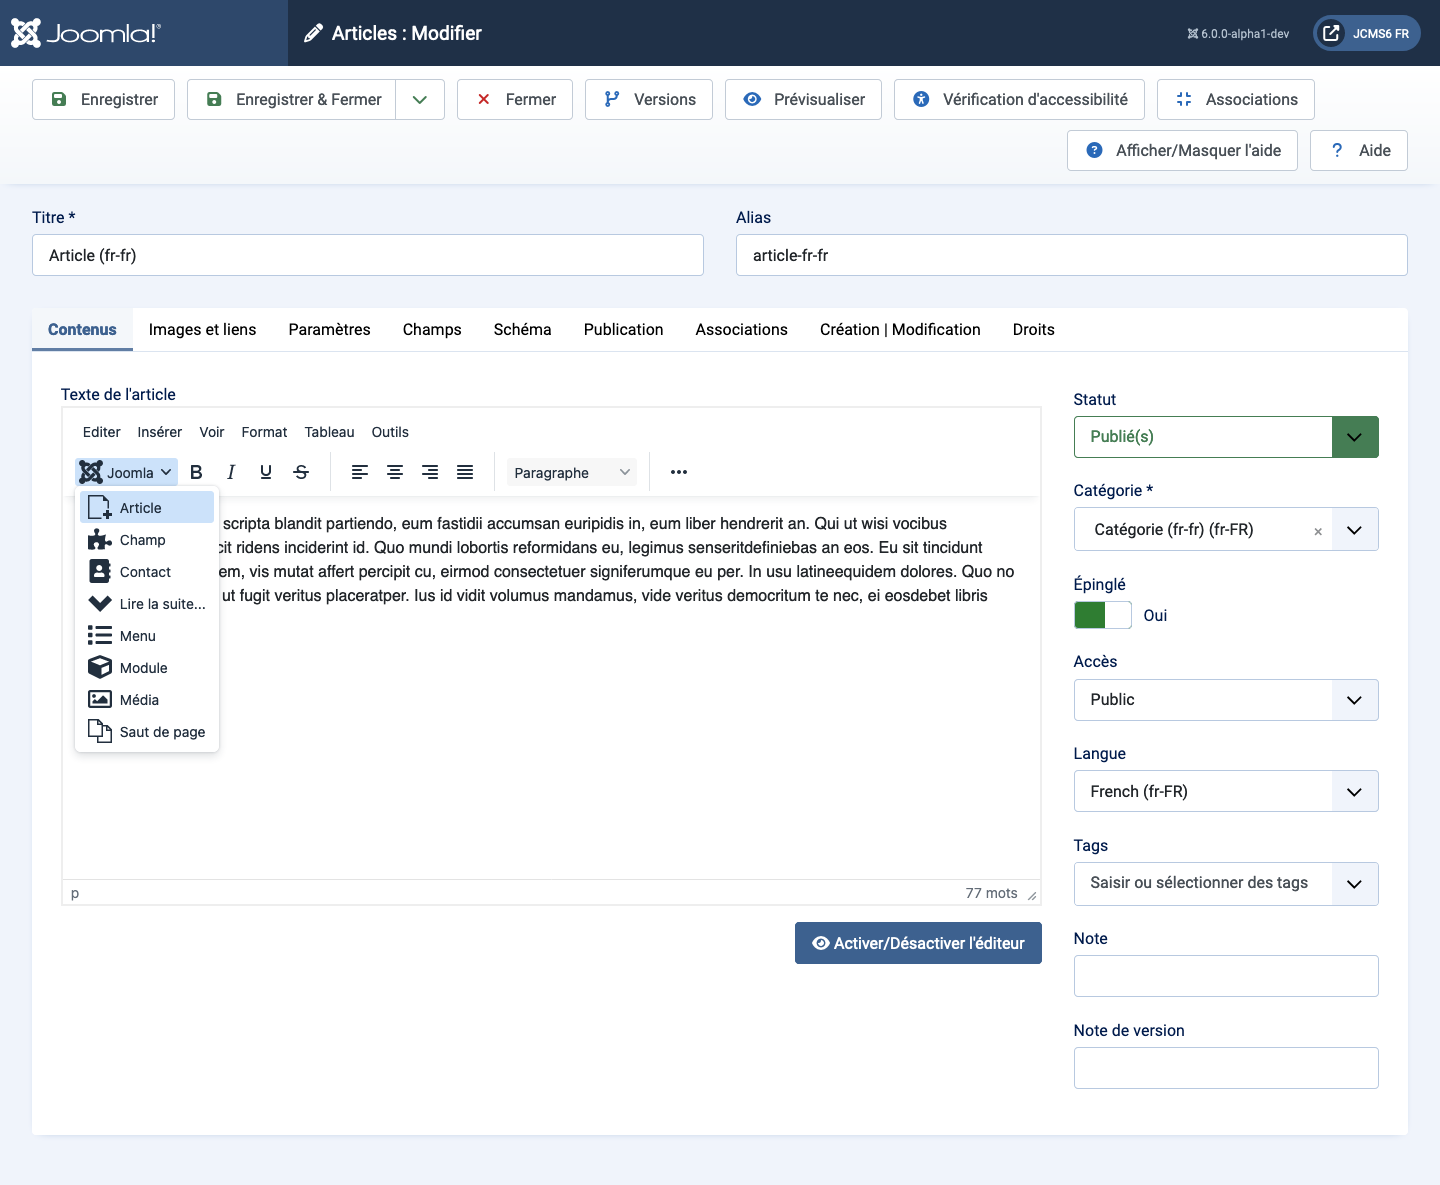 Joomla!®
Articles : Modifier
6.0.0-alpha1-dev
JCMS6 FR
Enregistrer
Enregistrer & Fermer
Fermer
Versions
Prévisualiser
Vérification d'accessibilité
Associations
Afficher/Masquer l'aide
Aide
Titre *
Alias
Article (fr-fr)
article-fr-fr
Contenus
Images et liens
Paramètres
Champs
Schéma
Publication
Associations
Création | Modification
Droits
Texte de l'article
Editer
Insérer
Voir
Format
Tableau
Outils
Joomla
B
I
U
S
Paragraphe
Article
Champ
Contact
Lire la suite...
Menu
Module
Média
Saut de page
scripta blandit partiendo, eum fastidii accumsan euripidis in, eum liber hendrerit an. Qui ut wisi vocibus
ridens inciderint id. Quo mundi lobortis reformidans eu, legimus senseritdefiniebas an eos. Eu sit tincidunt
vis mutat affert percipit cu, eirmod consectetuer signiferumque eu per. In usu latineequidem dolores. Quo no
ut fugit veritus placeratper. Ius id vidit volumus mandamus, vide veritus democritum te nec, ei eosdebet libris
p
77 mots
Activer/Désactiver l'éditeur
Statut
Publié(s)
Catégorie *
Catégorie (fr-fr) (fr-FR)
Épinglé
Oui
Accès
Public
Langue
French (fr-FR)
Tags
Saisir ou sélectionner des tags
Note
Note de version